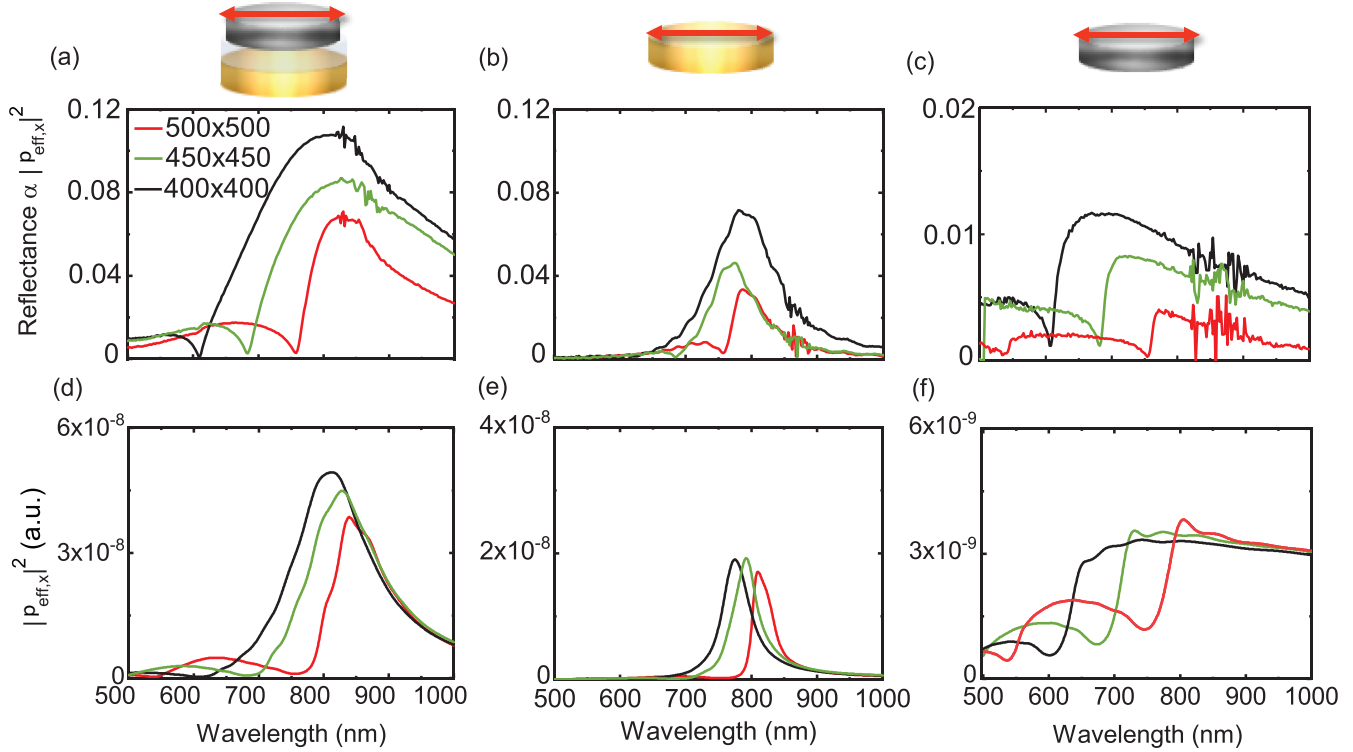 (a)
(b)
(c)
Reflectance α |p_eff,x|²
0.12
0.08
0.04
0
500x500
450x450
400x400
0.12
0.08
0.04
0
0.02
0.01
0
(d)
(e)
(f)
|p_eff,x|² (a.u.)
6x10⁻⁸
3x10⁻⁸
0
4x10⁻⁸
2x10⁻⁸
0
6x10⁻⁹
3x10⁻⁹
0
500 600 700 800 900 1000
500 600 700 800 900 1000
500 600 700 800 900 1000
Wavelength (nm)
Wavelength (nm)
Wavelength (nm)